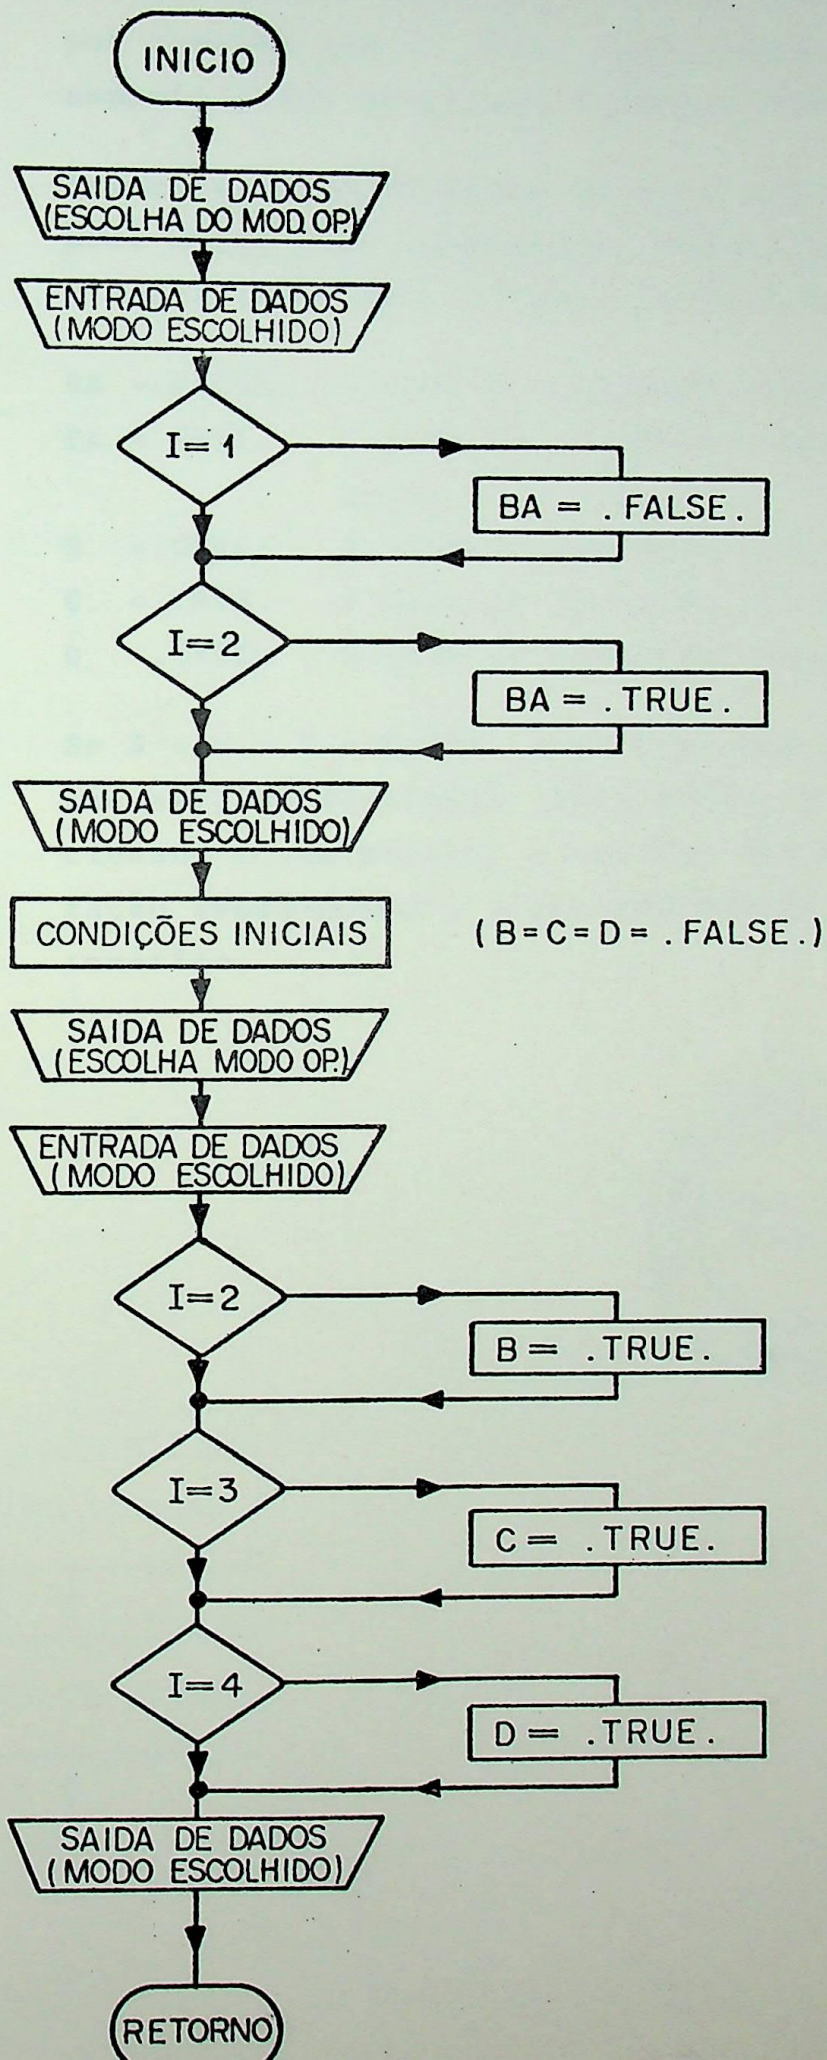 INICIO
SAIDA DE DADOS
(ESCOLHA DO MOD. OP.)
ENTRADA DE DADOS
(MODO ESCOLHIDO)
I=1
BA = .FALSE.
I=2
BA = .TRUE.
SAIDA DE DADOS
(MODO ESCOLHIDO)
CONDIÇÕES INICIAIS
(B=C=D= .FALSE.)
SAIDA DE DADOS
(ESCOLHA MODO OP.)
ENTRADA DE DADOS
(MODO ESCOLHIDO)
I=2
B = .TRUE.
I=3
C = .TRUE.
I=4
D = .TRUE.
SAIDA DE DADOS
(MODO ESCOLHIDO)
RETORNO